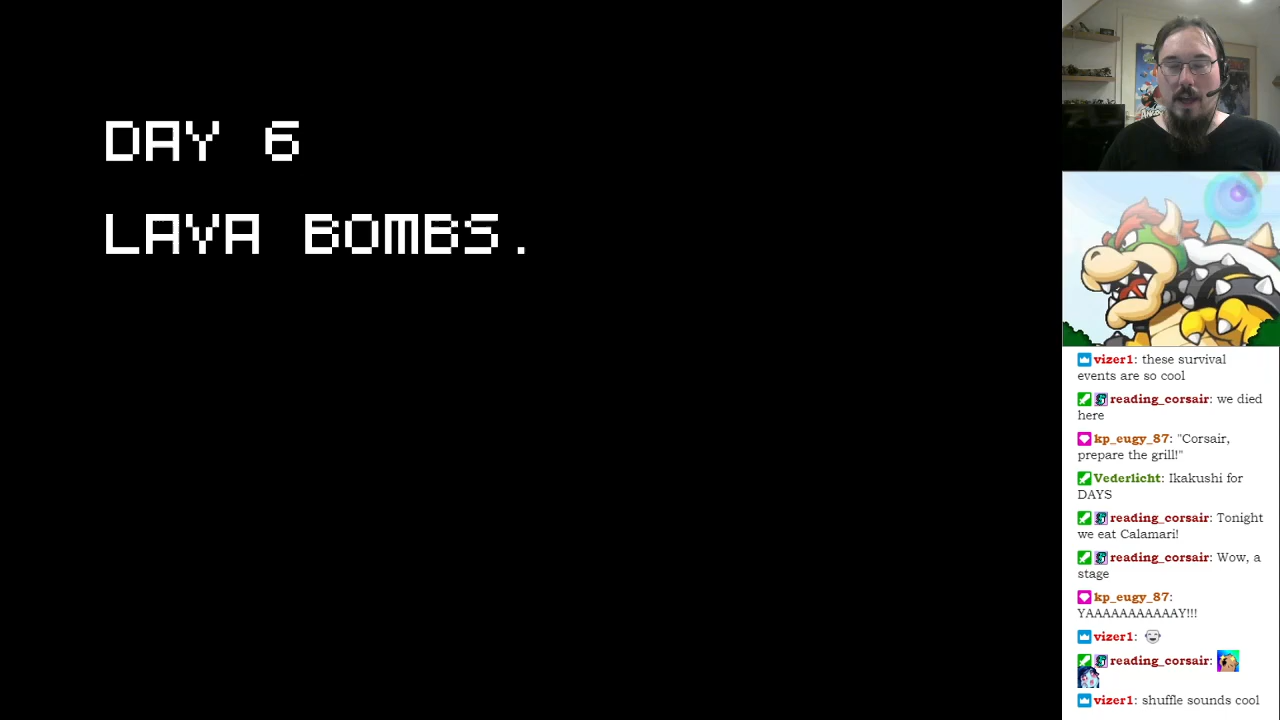 DAY 6
LAVA BOMBS.
vizer1: these survival
events are so cool
reading_corsair: we died
here
kp_eugy_87: "Corsair,
prepare the grill!"
Vederlicht: Ikakushi for
DAYS
reading_corsair: Tonight
we eat Calamari!
reading_corsair: Wow, a
stage
kp_eugy_87:
YAAAAAAAAAAAY!!!
vizer1:
reading_corsair:
vizer1: shuffle sounds cool